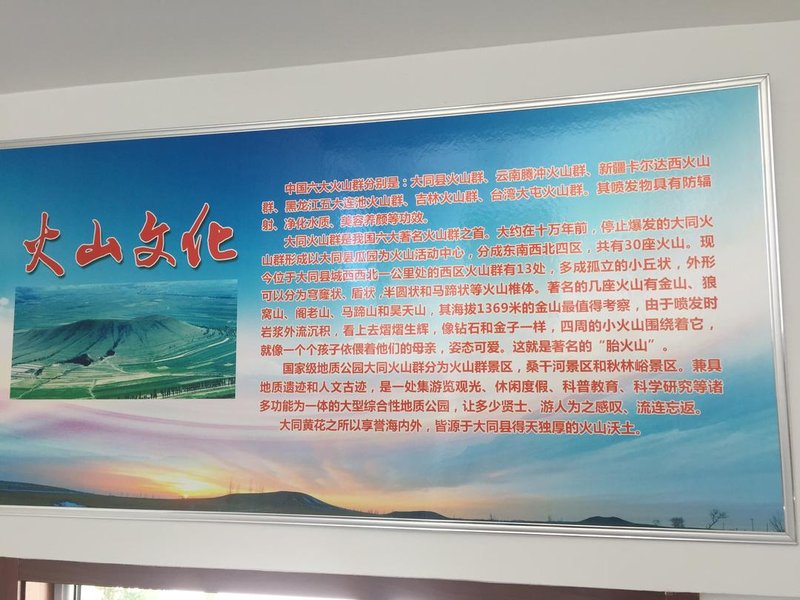 火山文化
中国六大火山群分别是：大同县火山群、云南腾冲火山群、新疆卡尔达西火山
群、黑龙江五大连池火山群、吉林火山群、台湾大屯火山群。其喷发物具有防辐
射、净化水质、美容养颜等功效。
大同火山群是我国六大著名火山群之首。大约在十万年前，停止爆发的大同火
山群形成以大同县瓜园为火山活动中心，分成东南西北四区，共有30座火山。现
今位于大同县城西西北一公里处的西区火山群有13处，多成孤立的小丘状，外形
可以分为穹窿状、盾状,半圆状和马蹄状等火山椎体。著名的几座火山有金山、狼
窝山、阁老山、马蹄山和昊天山，其海拔1369米的金山最值得考察，由于喷发时
岩浆外流沉积，看上去熠熠生辉，像钻石和金子一样，四周的小火山围绕着它，
就像一个个孩子依偎着他们的母亲，姿态可爱。这就是著名的“胎火山”。
国家级地质公园大同火山群分为火山群景区，桑干河景区和秋林峪景区。兼具
地质遗迹和人文古迹，是一处集游览观光、休闲度假、科普教育、科学研究等诸
多功能为一体的大型综合性地质公园，让多少贤士、游人为之感叹、流连忘返。
大同黄花之所以享誉海内外，皆源于大同县得天独厚的火山沃土。